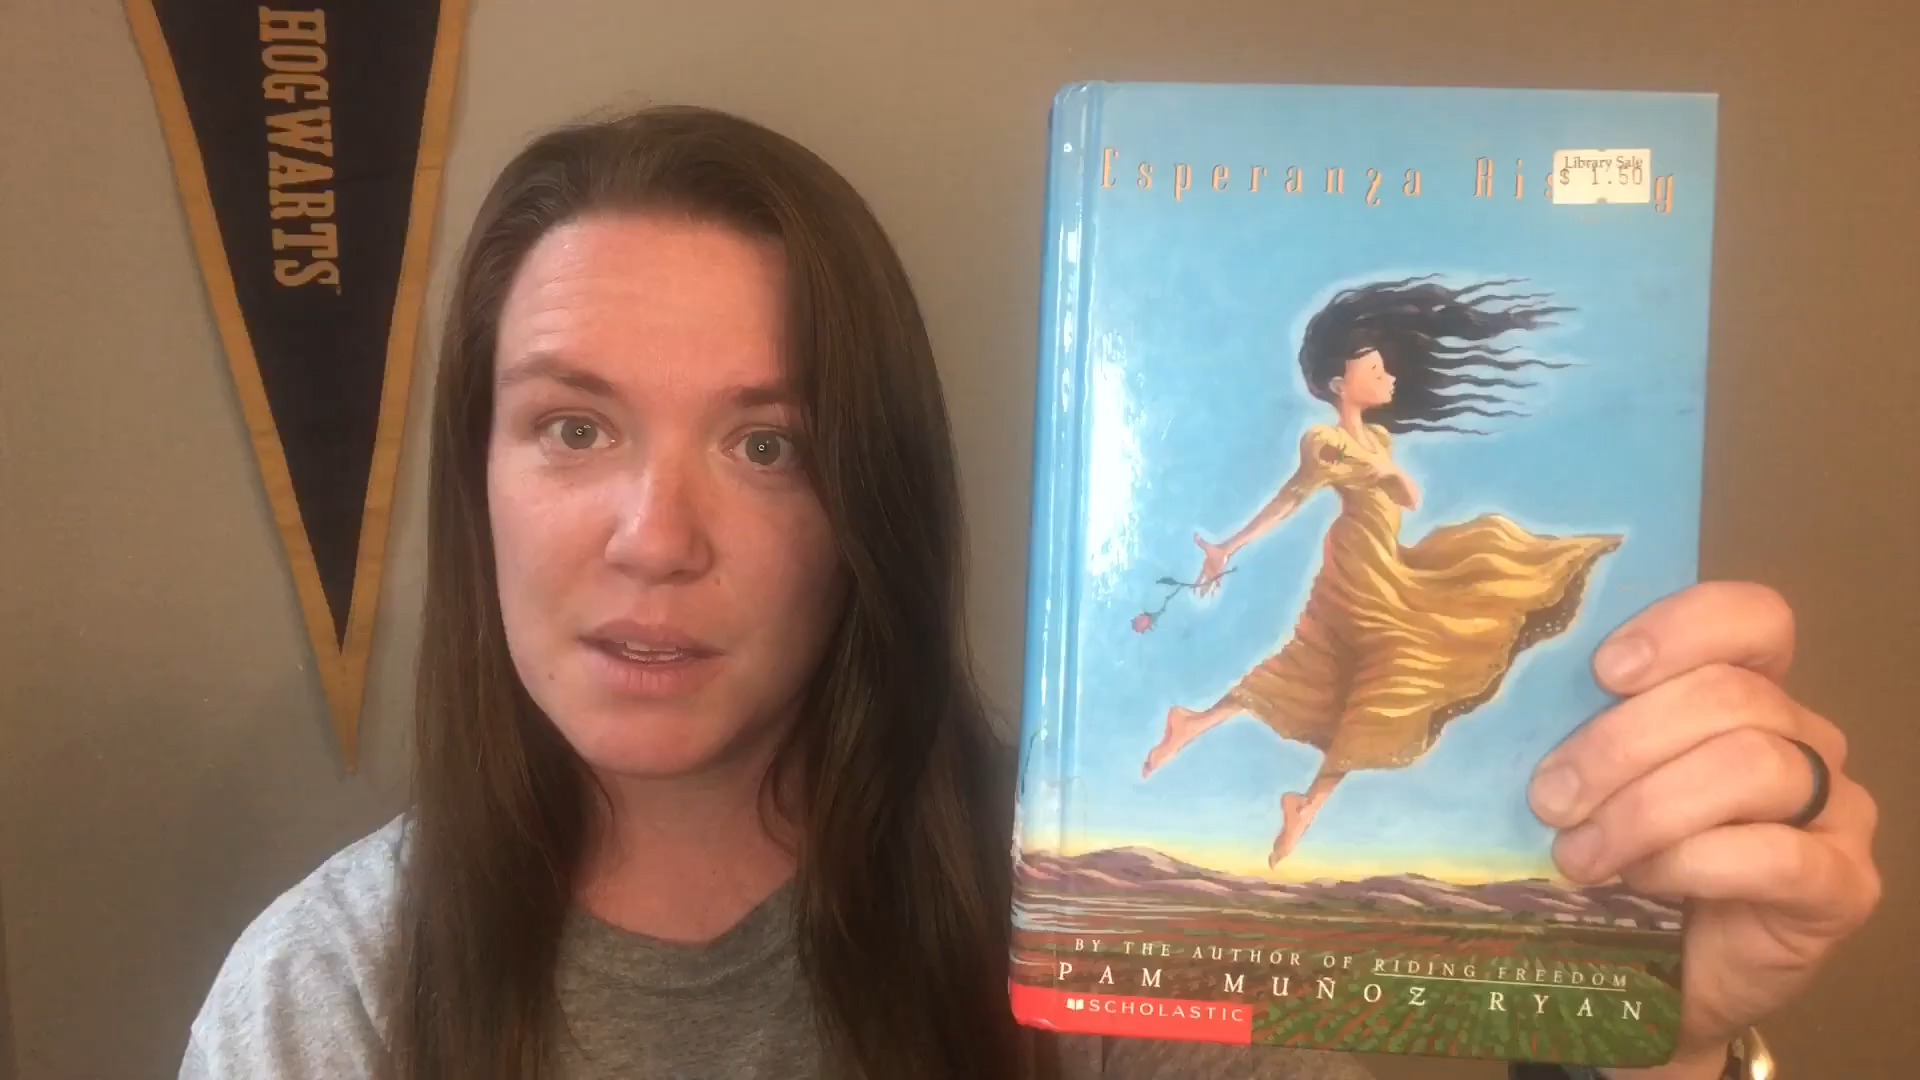 HOGWARTS
Esperanza Ris g
Library Sale
$ 1.50
BY THE AUTHOR OF RIDING FREEDOM
PAM MUÑOZ RYAN
SCHOLASTIC